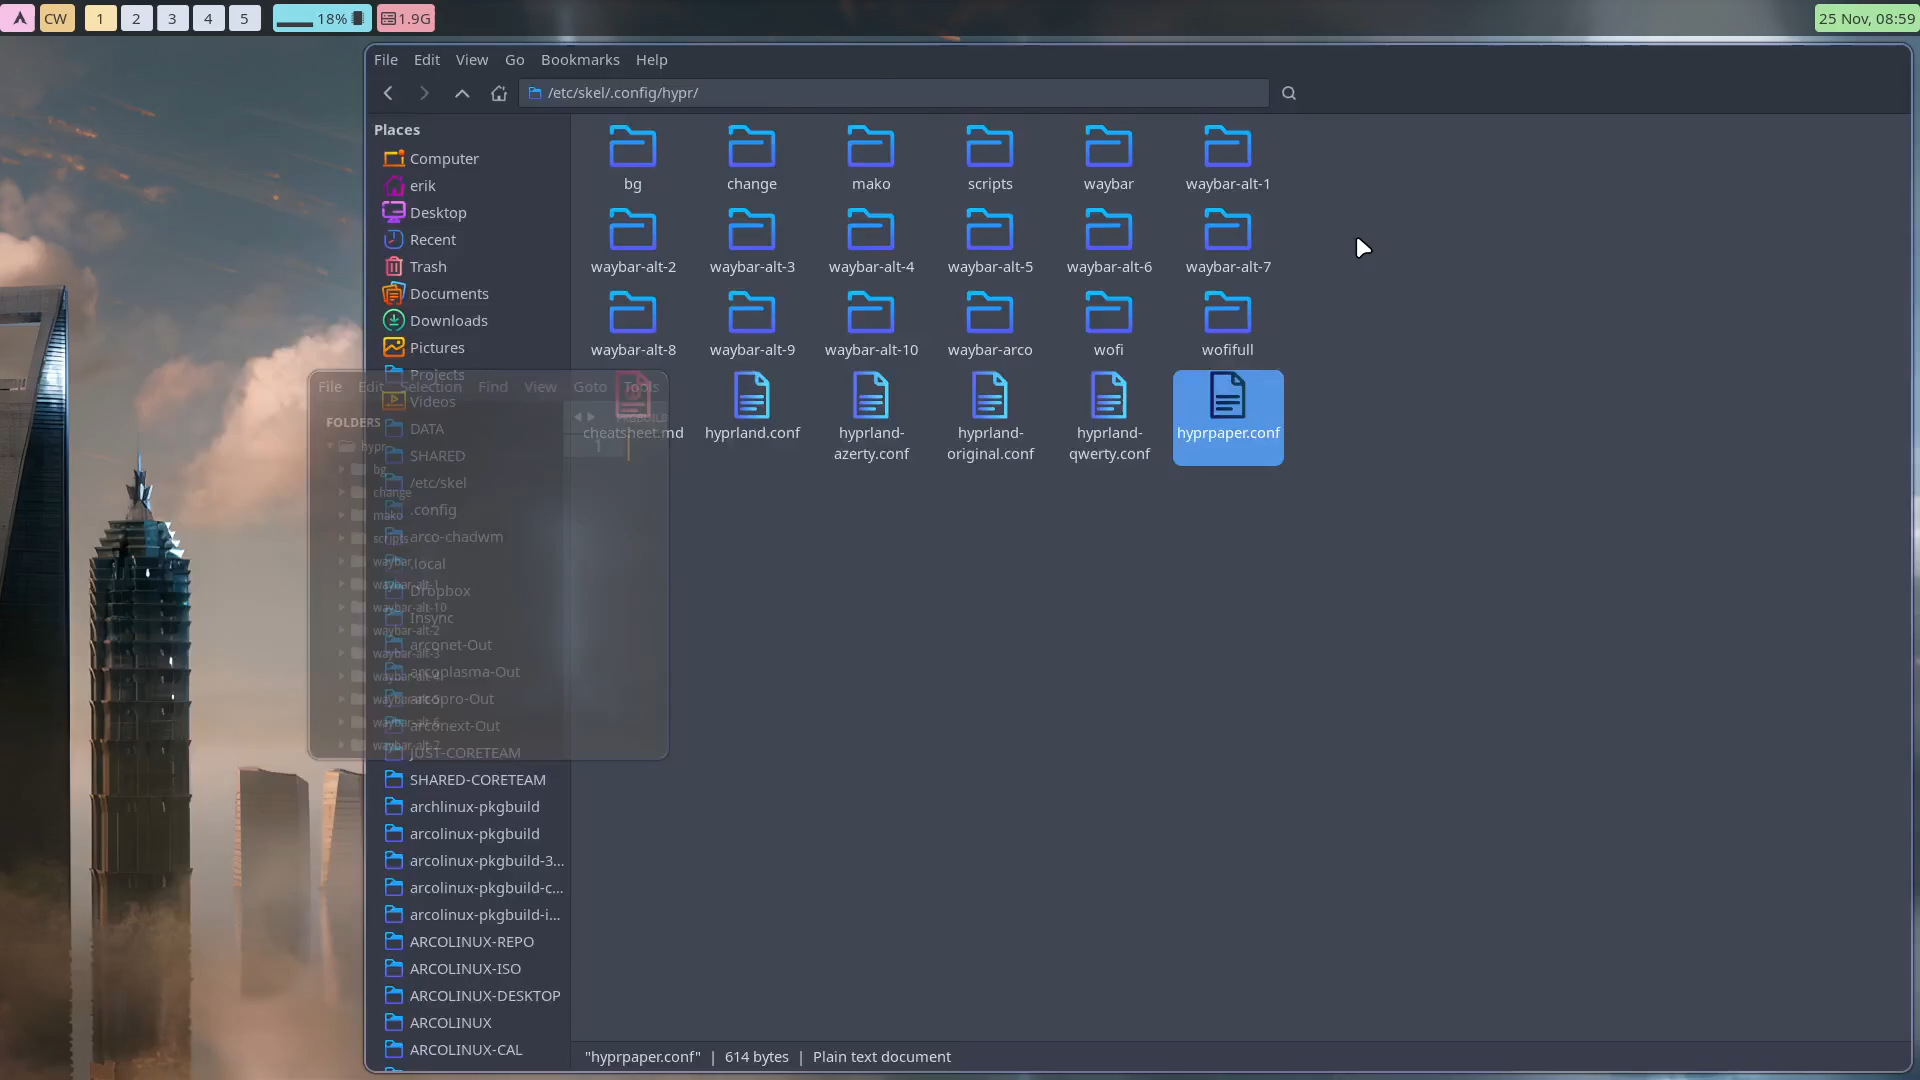 CW
1
2
3
4
5
18%
1.9G
25 Nov, 08:59
File Edit View Go Bookmarks Help
/etc/skel/.config/hypr/
Places
Computer
erik
Desktop
Recent
Trash
Documents
Downloads
Pictures
Projects
Videos
DATA
SHARED
/etc/skel
.config
arco-chadwm
.local
Dropbox
Insync
arconet-Out
arcoplasma-Out
arcopro-Out
arconext-Out
JUST-CORETEAM
SHARED-CORETEAM
archlinux-pkgbuild
arcolinux-pkgbuild
arcolinux-pkgbuild-3...
arcolinux-pkgbuild-c...
arcolinux-pkgbuild-i...
ARCOLINUX-REPO
ARCOLINUX-ISO
ARCOLINUX-DESKTOP
ARCOLINUX
ARCOLINUX-CAL
bg change mako scripts waybar waybar-alt-1
waybar-alt-2 waybar-alt-3 waybar-alt-4 waybar-alt-5 waybar-alt-6 waybar-alt-7
waybar-alt-8 waybar-alt-9 waybar-alt-10 waybar-arco wofi wofifull
cheatsheet.md hyprland.conf hyprland-azerty.conf hyprland-original.conf hyprland-qwerty.conf hyprpaper.conf
File Edit Selection Find View Goto Tools
FOLDERS
hypr
bg
change
mako
scripts
waybar
waybar-alt-1
waybar-alt-10
waybar-alt-2
waybar-alt-3
waybar-alt-4
waybar-alt-5
waybar-alt-6
waybar-alt-7
1
"hyprpaper.conf" | 614 bytes | Plain text document